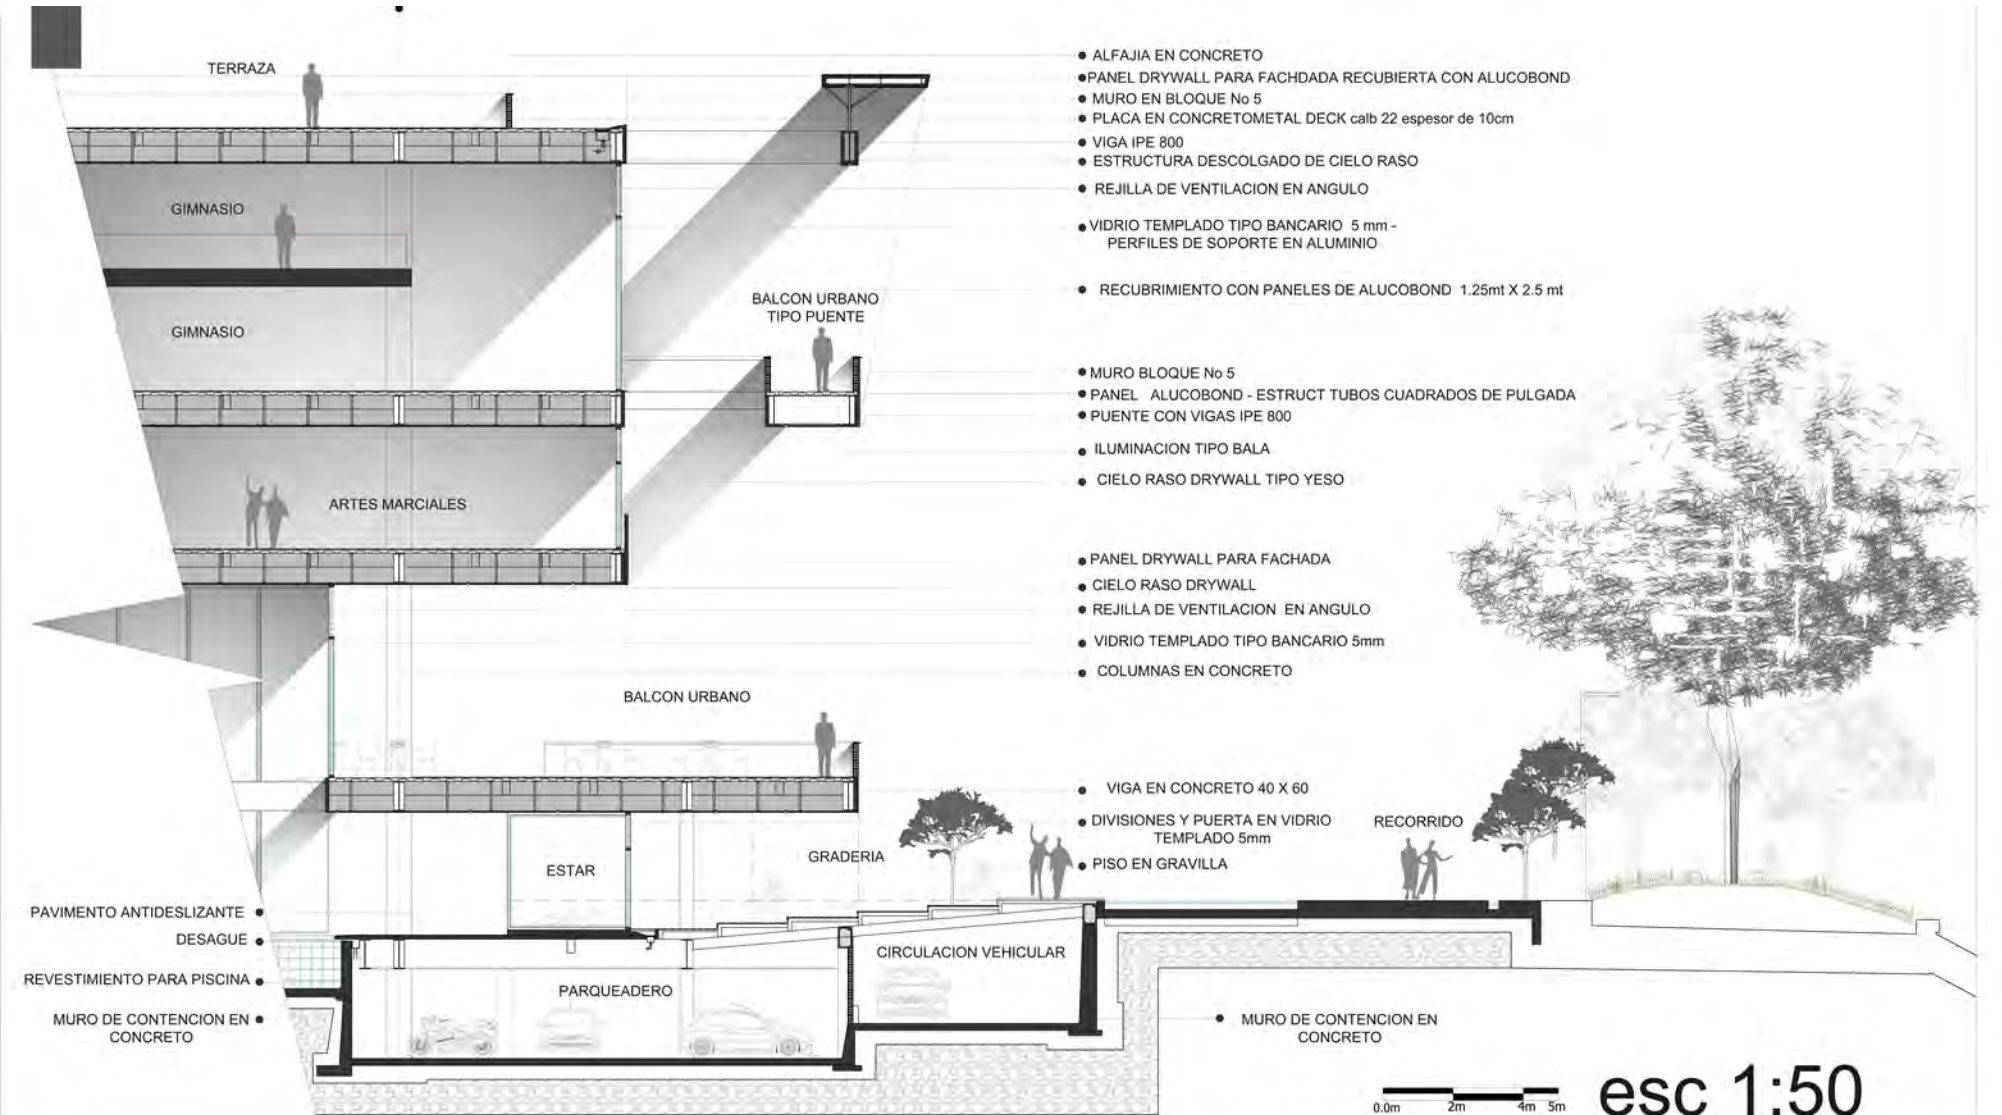 TERRAZA
GIMNASIO
GIMNASIO
BALCON URBANO
TIPO PUENTE
ARTES MARCIALES
BALCON URBANO
ESTAR
GRADERIA
RECORRIDO
CIRCULACION VEHICULAR
PARQUEADERO
ALFAJIA EN CONCRETO
PANEL DRYWALL PARA FACHDADA RECUBIERTA CON ALUCOBOND
MURO EN BLOQUE No 5
PLACA EN CONCRETOMETAL DECK calb 22 espesor de 10cm
VIGA IPE 800
ESTRUCTURA DESCOLGADO DE CIELO RASO
REJILLA DE VENTILACION EN ANGULO
VIDRIO TEMPLADO TIPO BANCARIO 5 mm -
PERFILES DE SOPORTE EN ALUMINIO
RECUBRIMIENTO CON PANELES DE ALUCOBOND 1.25mt X 2.5 mt
MURO BLOQUE No 5
PANEL ALUCOBOND - ESTRUCT TUBOS CUADRADOS DE PULGADA
PUENTE CON VIGAS IPE 800
ILUMINACION TIPO BALA
CIELO RASO DRYWALL TIPO YESO
PANEL DRYWALL PARA FACHADA
CIELO RASO DRYWALL
REJILLA DE VENTILACION EN ANGULO
VIDRIO TEMPLADO TIPO BANCARIO 5mm
COLUMNAS EN CONCRETO
VIGA EN CONCRETO 40 X 60
DIVISIONES Y PUERTA EN VIDRIO
TEMPLADO 5mm
PISO EN GRAVILLA
PAVIMENTO ANTIDESLIZANTE
DESAGUE
REVESTIMIENTO PARA PISCINA
MURO DE CONTENCION EN
CONCRETO
MURO DE CONTENCION EN
CONCRETO
0.0m 2m 4m 5m
esc 1:50